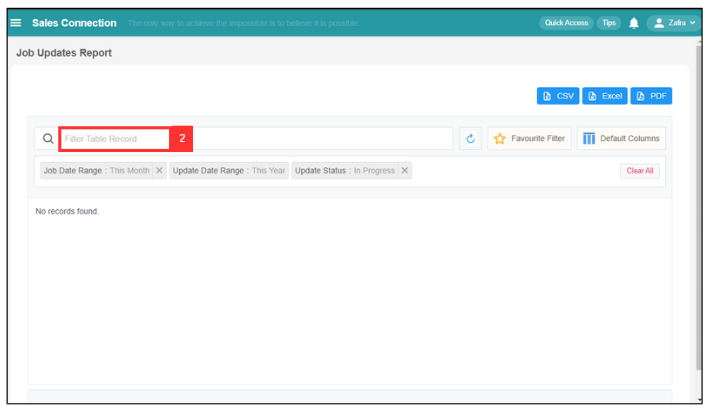 Sales Connection The only way to achieve the impossible is to believe it is possible. Quick Access Tips Zafra
Job Updates Report
CSV Excel PDF
Filter Table Record 2 Favourite Filter Default Columns
Job Date Range : This Month Update Date Range : This Year Update Status : In Progress Clear All
No records found.